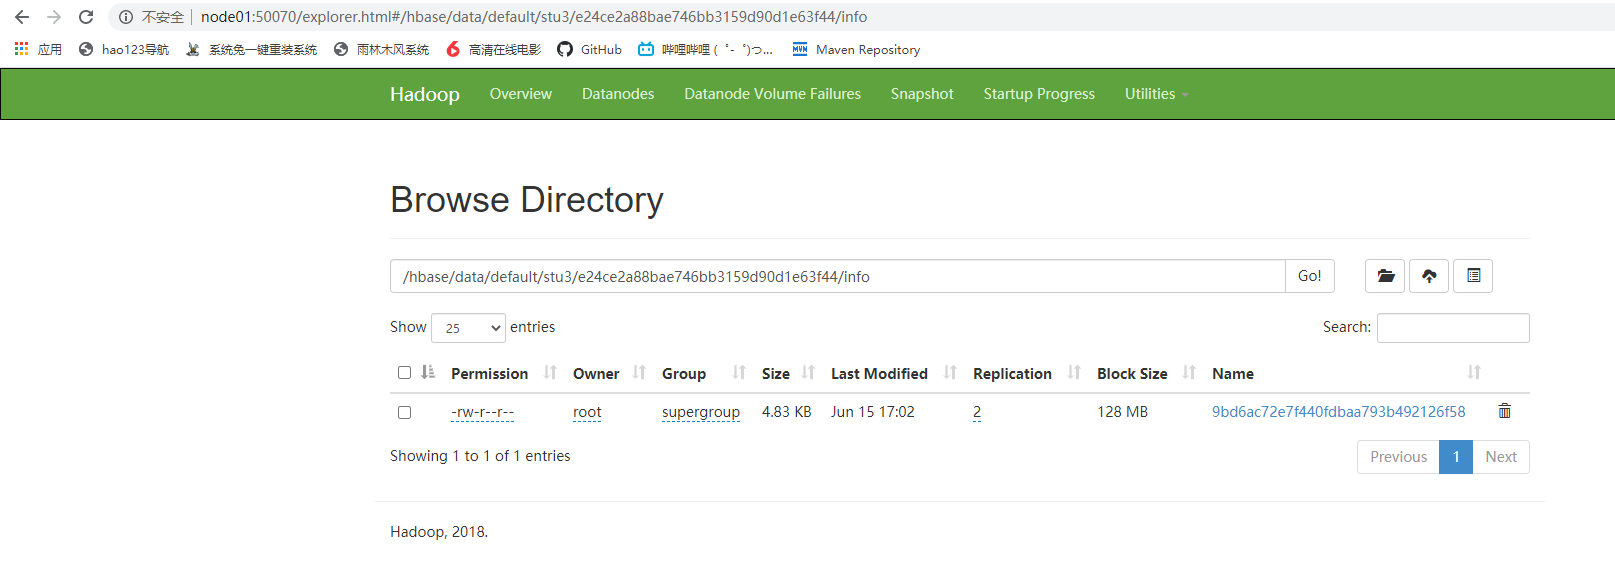 不安全 node01:50070/explorer.html#/hbase/data/default/stu3/e24ce2a88bae746bb3159d90d1e63f44/info
应用 hao123导航 系统兔一键重装系统 雨林木风系统 高清在线电影 GitHub 哔哩哔哩 ( ゜- ゜)つ... Maven Repository
Hadoop Overview Datanodes Datanode Volume Failures Snapshot Startup Progress Utilities
Browse Directory
/hbase/data/default/stu3/e24ce2a88bae746bb3159d90d1e63f44/info Go!
Show 25 entries Search:
Permission Owner Group Size Last Modified Replication Block Size Name
-rw-r--r-- root supergroup 4.83 KB Jun 15 17:02 2 128 MB 9bd6ac72e7f440fdbaa793b492126f58
Showing 1 to 1 of 1 entries Previous 1 Next
Hadoop, 2018.